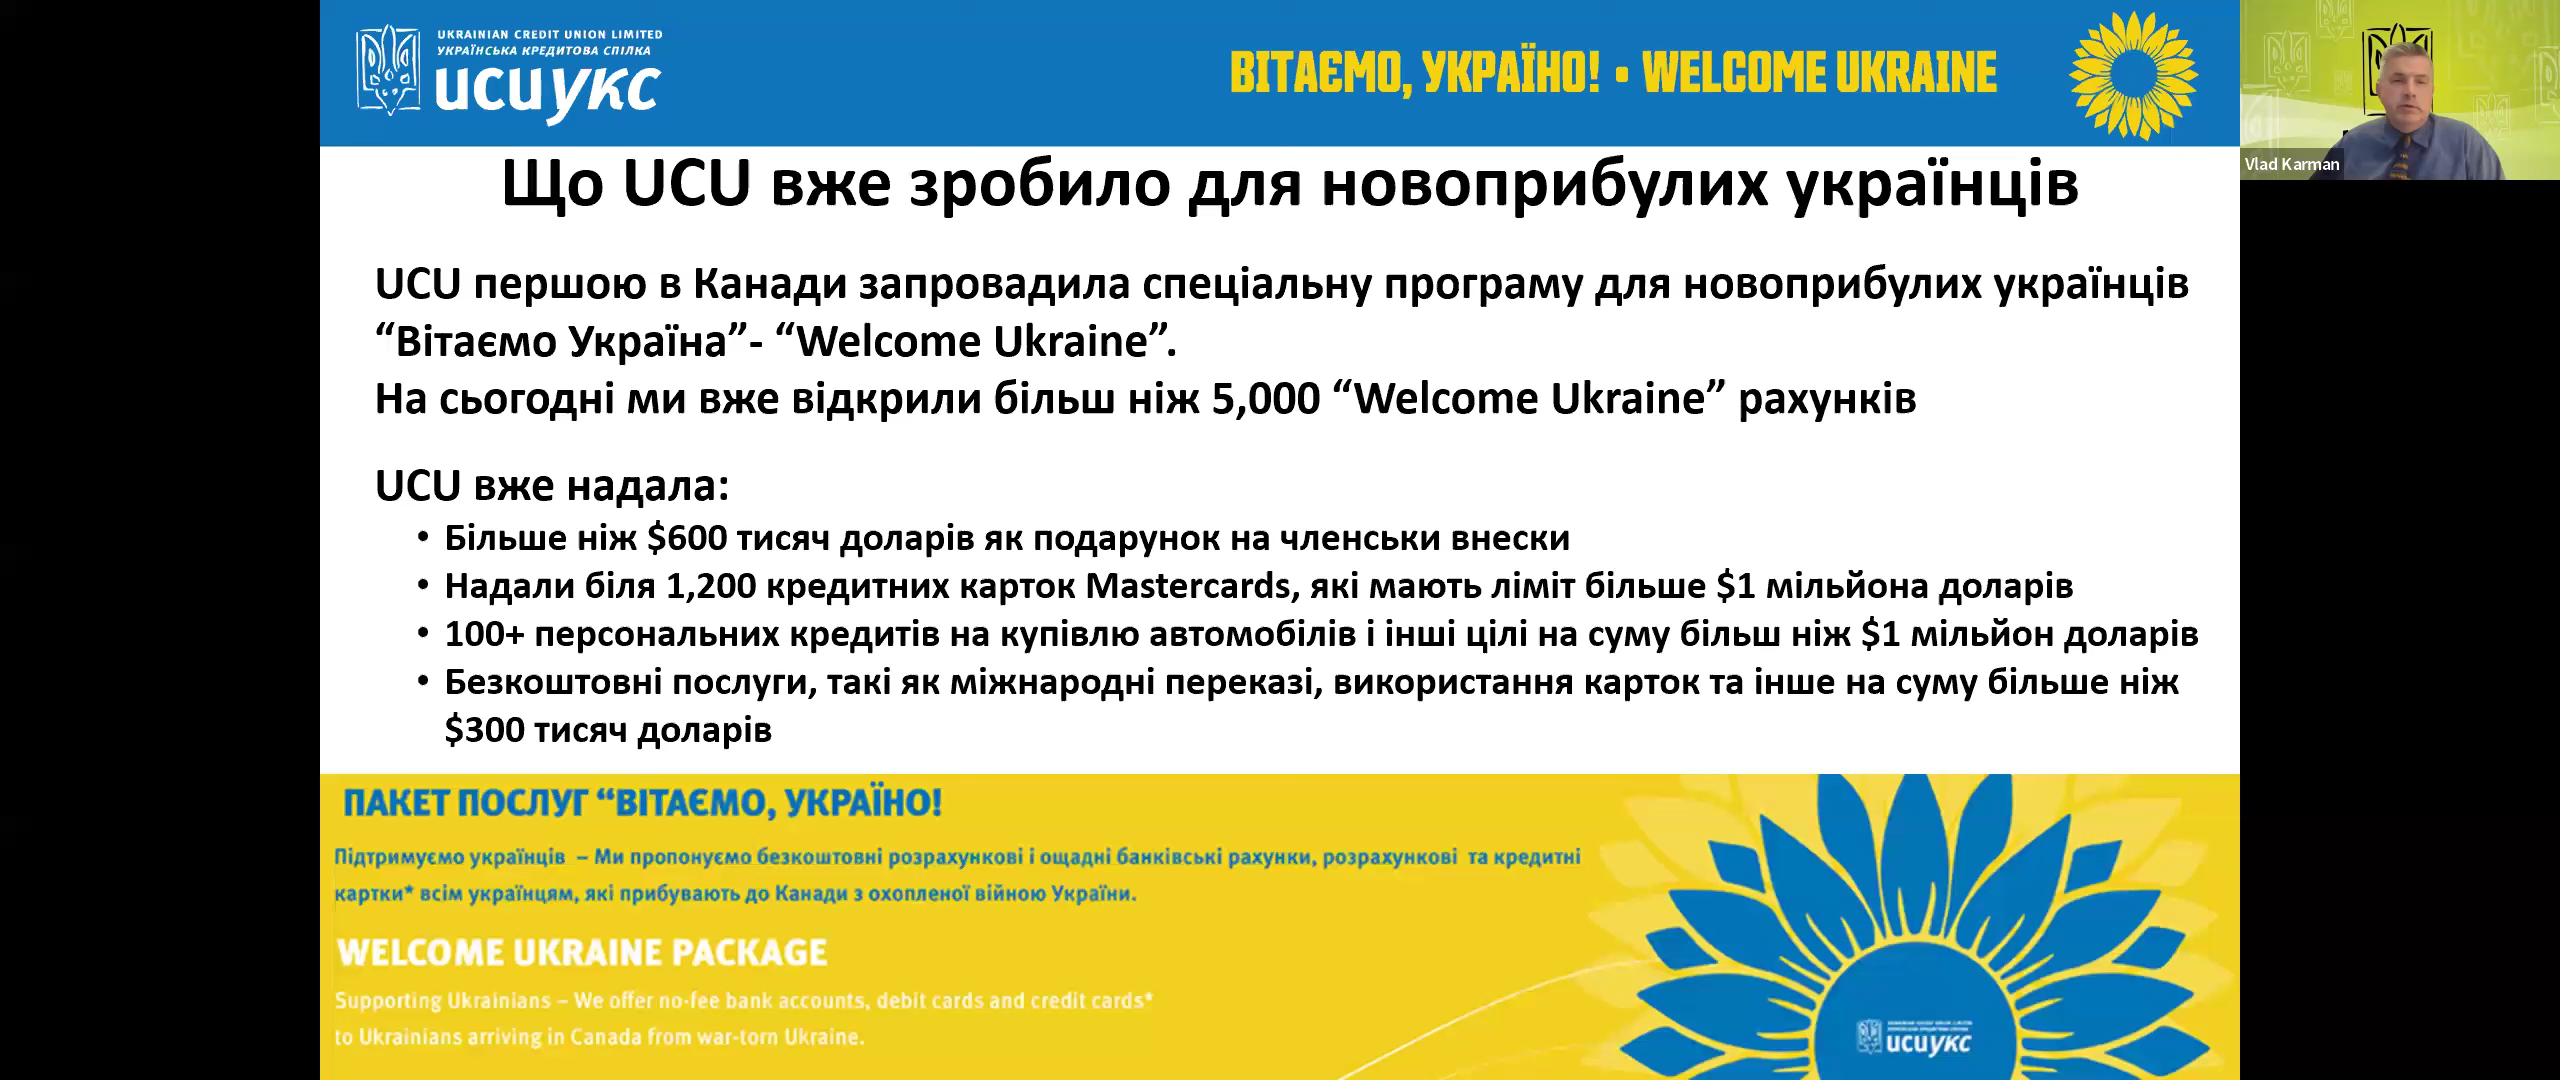 UKRAINIAN CREDIT UNION LIMITED
УКРАЇНСЬКА КРЕДИТОВА СПІЛКА
исиукс
ВІТАЄМО, УКРАЇНО! • WELCOME UKRAINE
Vlad Karman
Що UCU вже зробило для новоприбулих українців
UCU першою в Канади запровадила спеціальну програму для новоприбулих українців
“Вітаємо Україна”- “Welcome Ukraine”.
На сьогодні ми вже відкрили більш ніж 5,000 “Welcome Ukraine” рахунків
UCU вже надала:
• Більше ніж $600 тисяч доларів як подарунок на членськи внески
• Надали біля 1,200 кредитних карток Mastercards, які мають ліміт більше $1 мільйона доларів
• 100+ персональних кредитів на купівлю автомобілів і інші цілі на суму більш ніж $1 мільйон доларів
• Безкоштовні послуги, такі як міжнародні переказі, використання карток та інше на суму більше ніж
$300 тисяч доларів
ПАКЕТ ПОСЛУГ “ВІТАЄМО, УКРАЇНО!
Підтримуємо українців – Ми пропонуємо безкоштовні розрахункові і ощадні банківські рахунки, розрахункові та кредитні
картки* всім українцям, які прибувають до Канади з охопленої війною України.
WELCOME UKRAINE PACKAGE
Supporting Ukrainians – We offer no-fee bank accounts, debit cards and credit cards*
to Ukrainians arriving in Canada from war-torn Ukraine.
исиукс